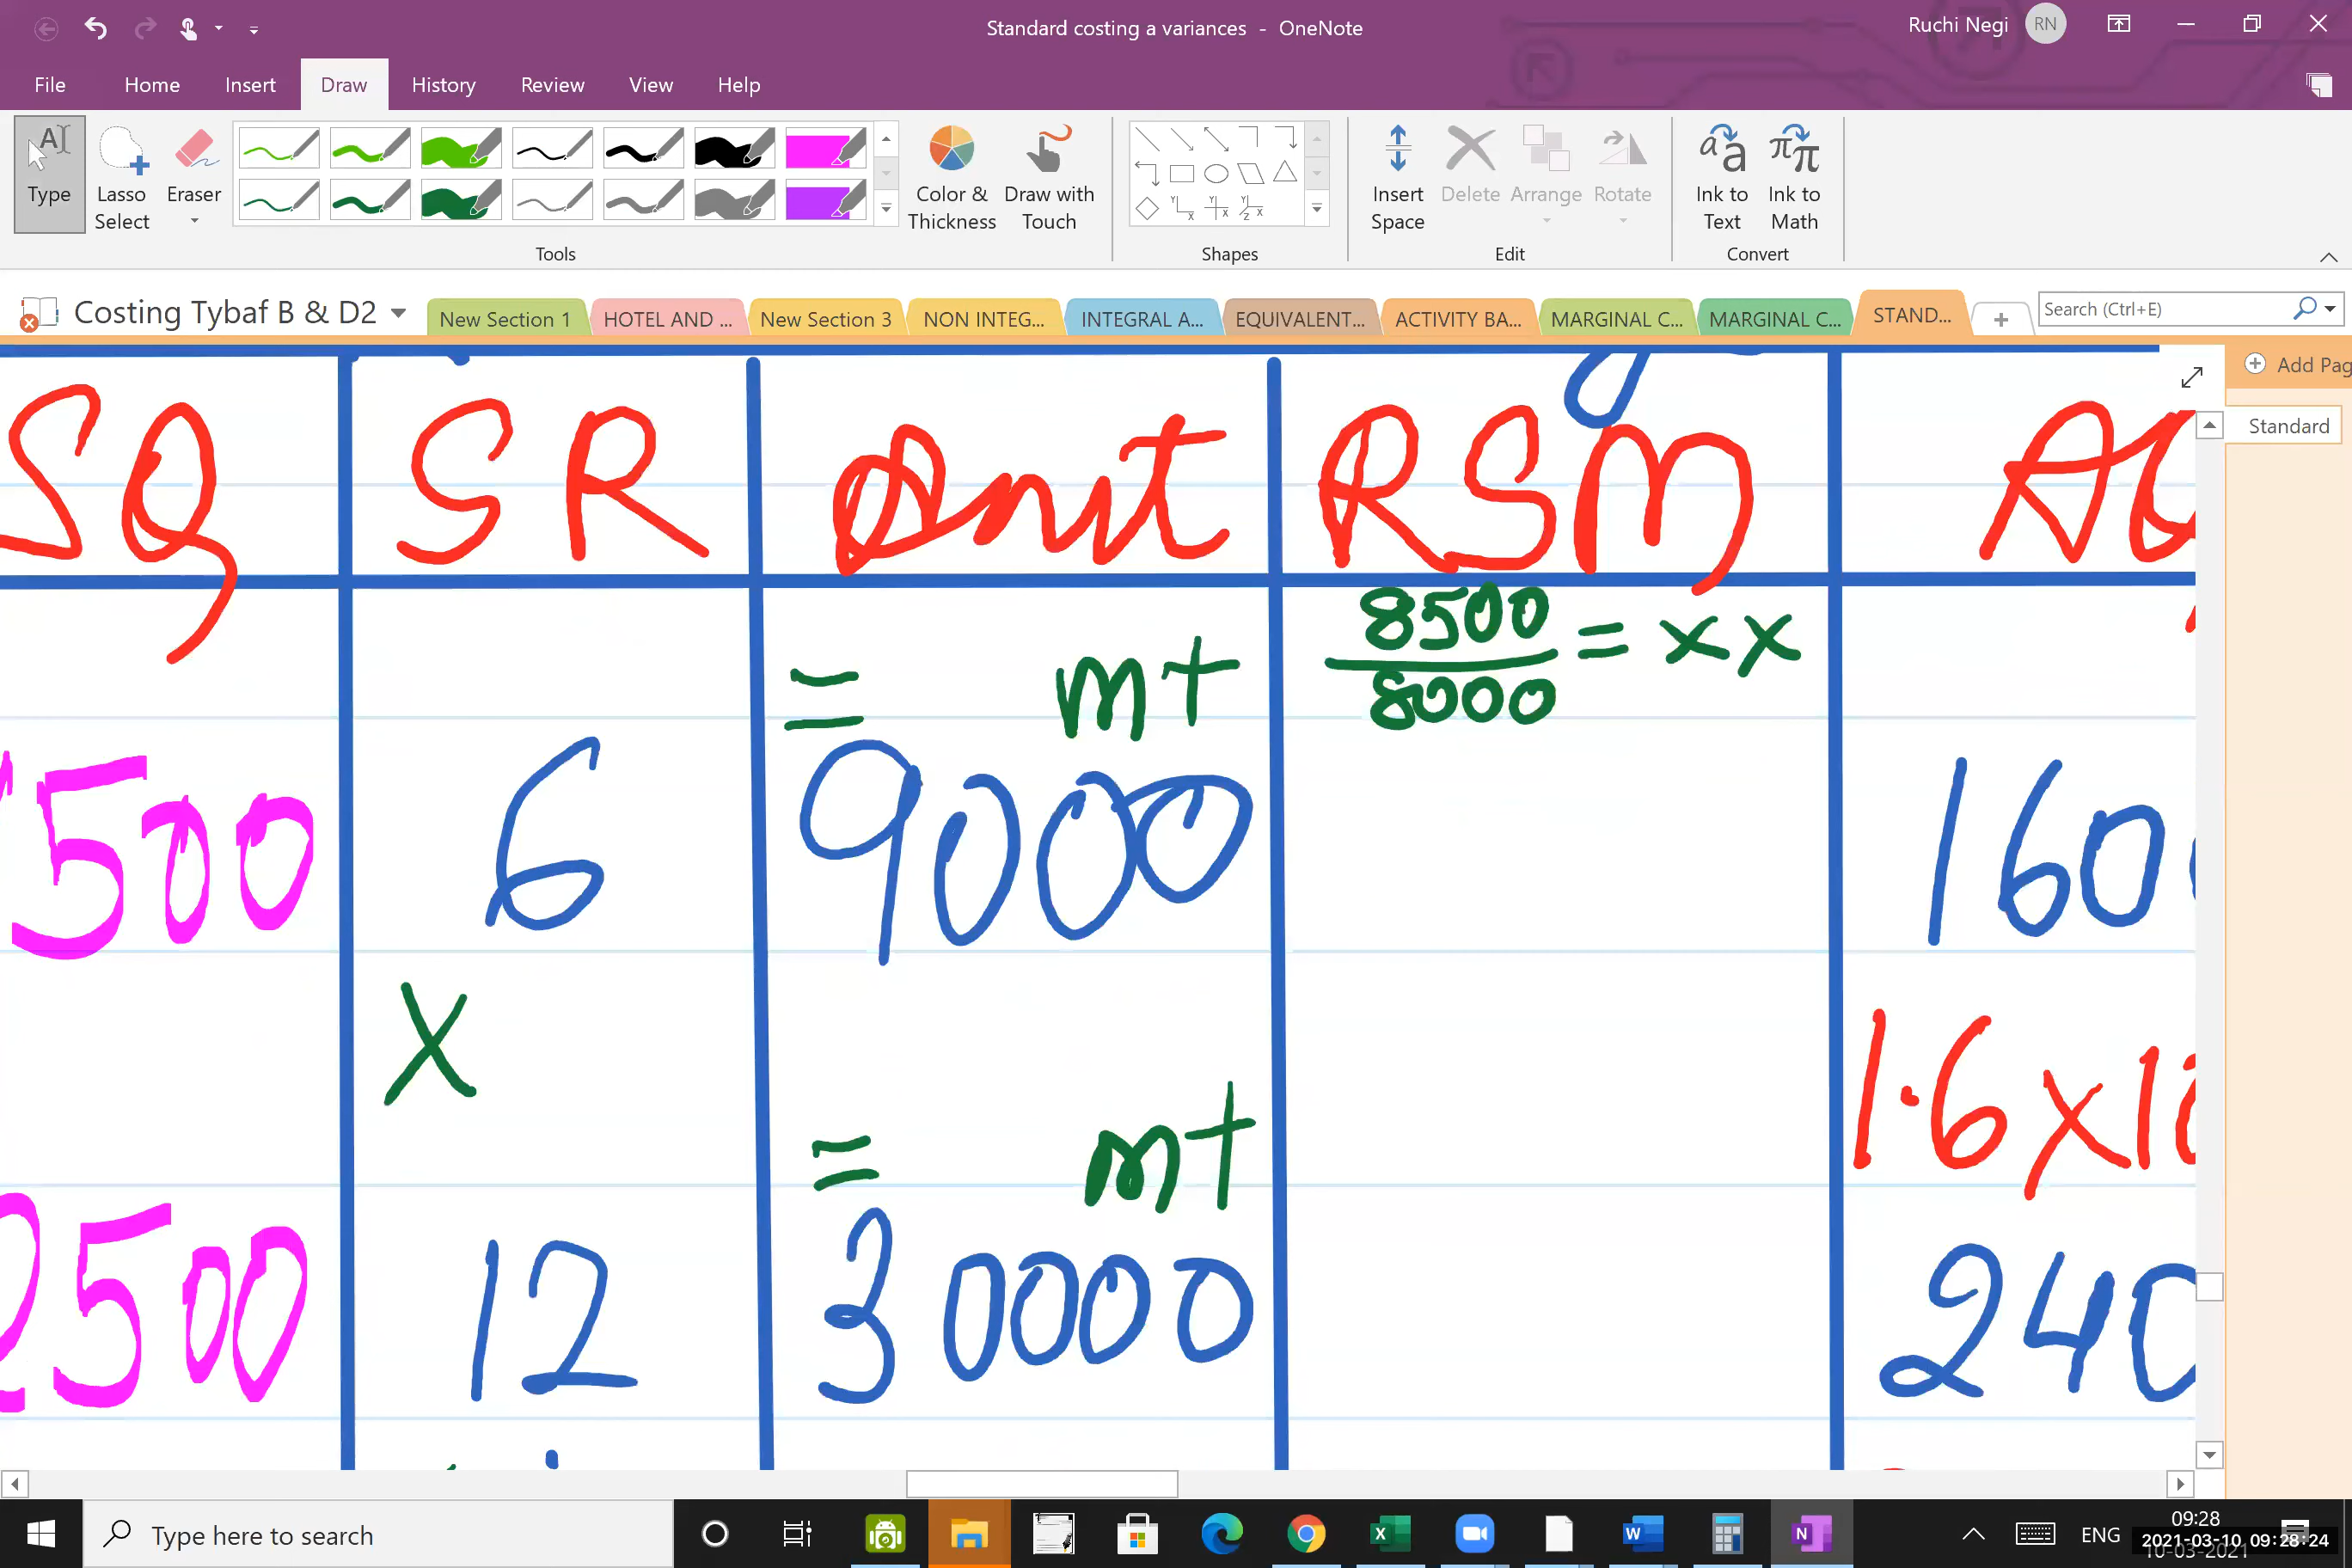 Standard costing a variances - OneNote
Ruchi Negi RN
File Home Insert Draw History Review View Help
Type
Lasso Select
Eraser
Color & Thickness
Draw with Touch
Insert Space
Delete
Arrange
Rotate
Ink to Text
Ink to Math
Tools Shapes Edit Convert
Costing Tybaf B & D2
New Section 1 HOTEL AND ... New Section 3 NON INTEG... INTEGRAL A... EQUIVALENT... ACTIVITY BA... MARGINAL C... MARGINAL C... STAND... +
Search (Ctrl+E)
Add Pag
Standard
SQ SR Amt RSM
= mt 8500/8000 = xx
500 6 9000 160
x = mt 1.6x1
2500 12 30000 240
Type here to search
ENG
09:28
10-03-2021
2021-03-10 09:28:24